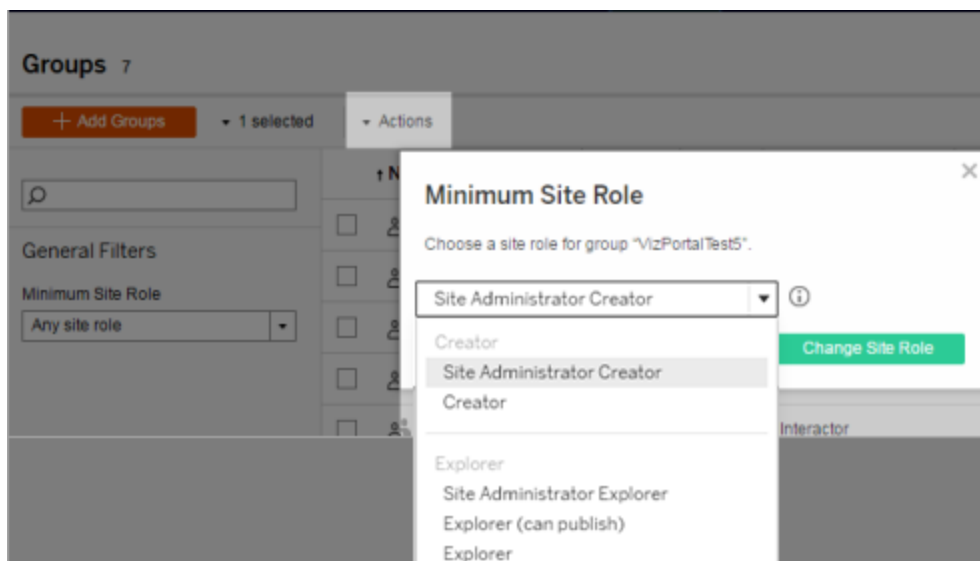 Groups 7
+ Add Groups
1 selected
Actions
↑ N
General Filters
Minimum Site Role
Any site role
Minimum Site Role
Choose a site role for group "VizPortalTest5".
Site Administrator Creator
Change Site Role
Creator
Site Administrator Creator
Creator
Interactor
Explorer
Site Administrator Explorer
Explorer (can publish)
Explorer